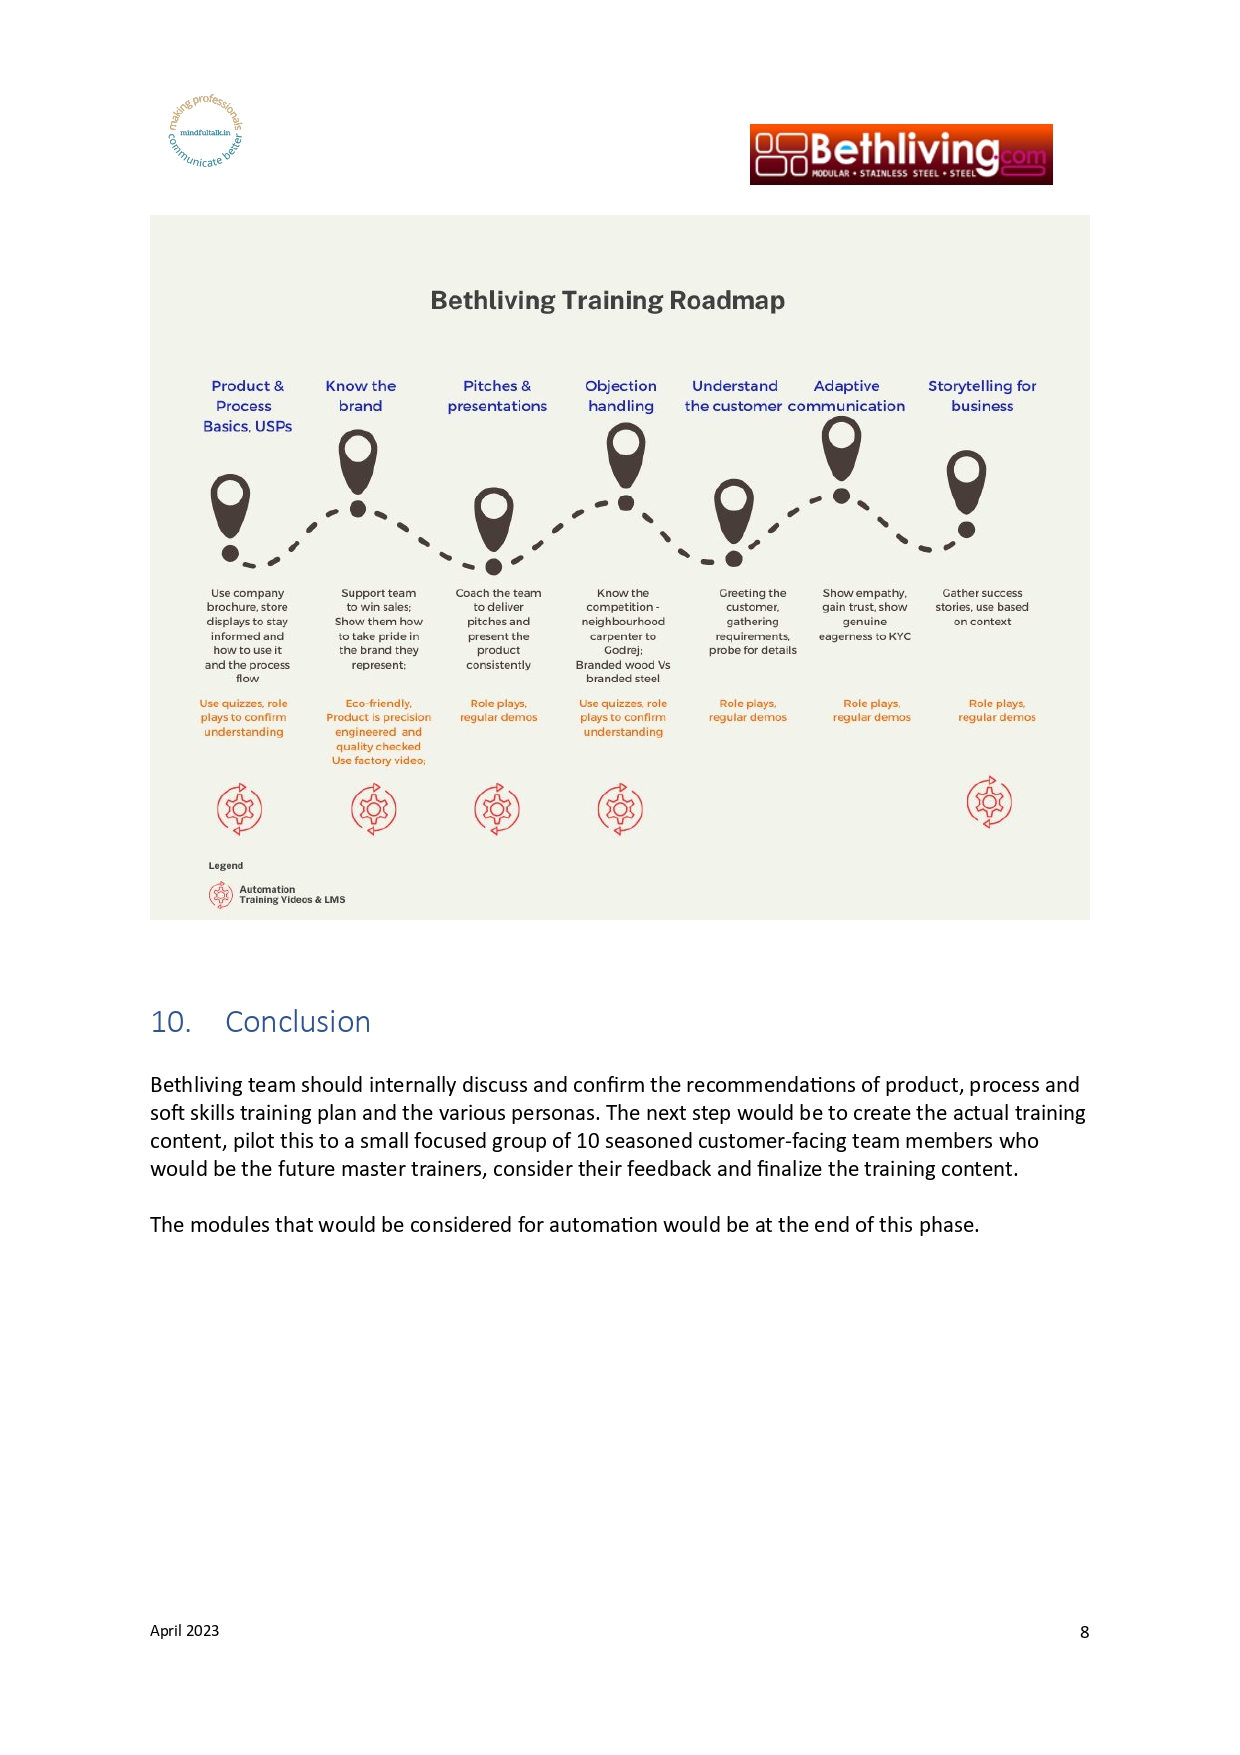 making professionals
mindfultalk.in
communicate better
Bethliving.com
MODULAR • STAINLESS STEEL • STEEL
Bethliving Training Roadmap
Product &
Process
Basics, USPs
Know the
brand
Pitches &
presentations
Objection
handling
Understand
the customer
Adaptive
communication
Storytelling for
business
Use company
brochure, store
displays to stay
informed and
how to use it
and the process
flow
Support team
to win sales;
Show them how
to take pride in
the brand they
represent;
Coach the team
to deliver
pitches and
present the
product
consistently
Know the
competition -
neighbourhood
carpenter to
Godrej;
Branded wood Vs
branded steel
Greeting the
customer,
gathering
requirements,
probe for details
Show empathy,
gain trust, show
genuine
eagerness to KYC
Gather success
stories, use based
on context
Use quizzes, role
plays to confirm
understanding
Eco-friendly,
Product is precision
engineered and
quality checked
Use factory video;
Role plays,
regular demos
Use quizzes, role
plays to confirm
understanding
Role plays,
regular demos
Role plays,
regular demos
Role plays,
regular demos
Legend
Automation
Training Videos & LMS
10. Conclusion
Bethliving team should internally discuss and confirm the recommendations of product, process and
soft skills training plan and the various personas. The next step would be to create the actual training
content, pilot this to a small focused group of 10 seasoned customer-facing team members who
would be the future master trainers, consider their feedback and finalize the training content.
The modules that would be considered for automation would be at the end of this phase.
April 2023
8